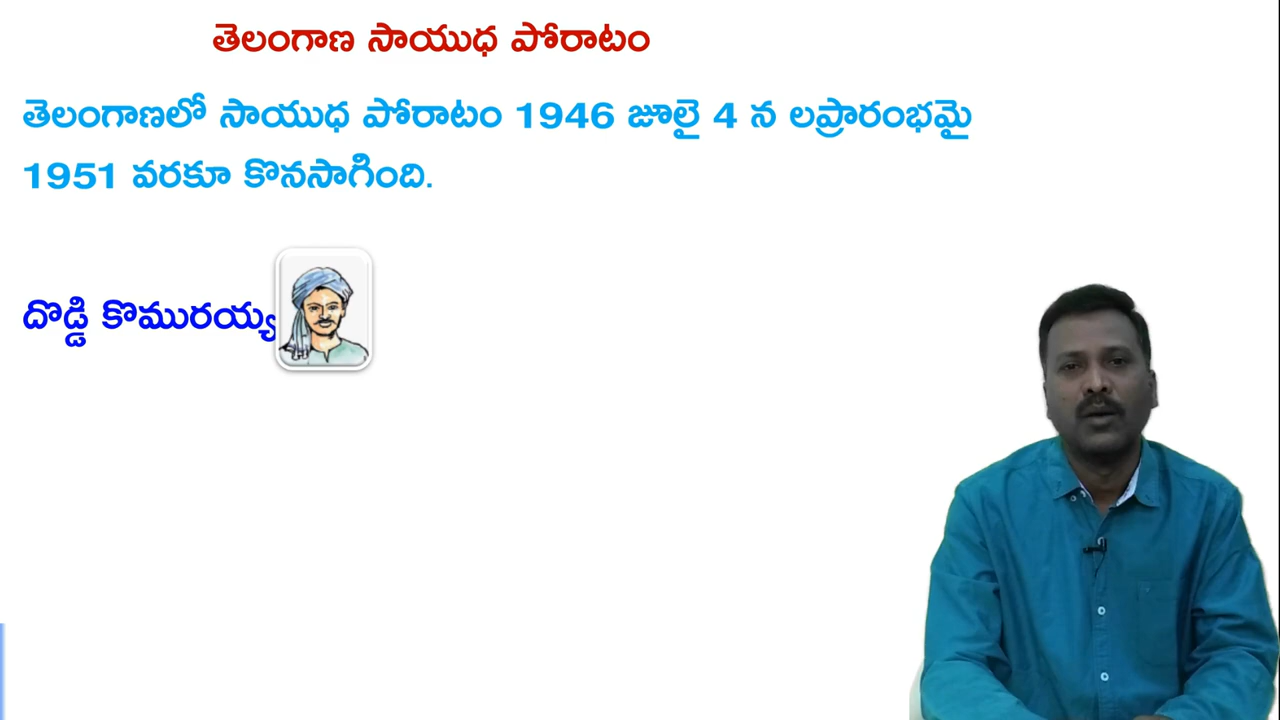 తెలంగాణ సాయుధ పోరాటం
తెలంగాణలో సాయుధ పోరాటం 1946 జూలై 4 న లప్రారంభమై
1951 వరకూ కొనసాగింది.
దొడ్డి కొమురయ్య